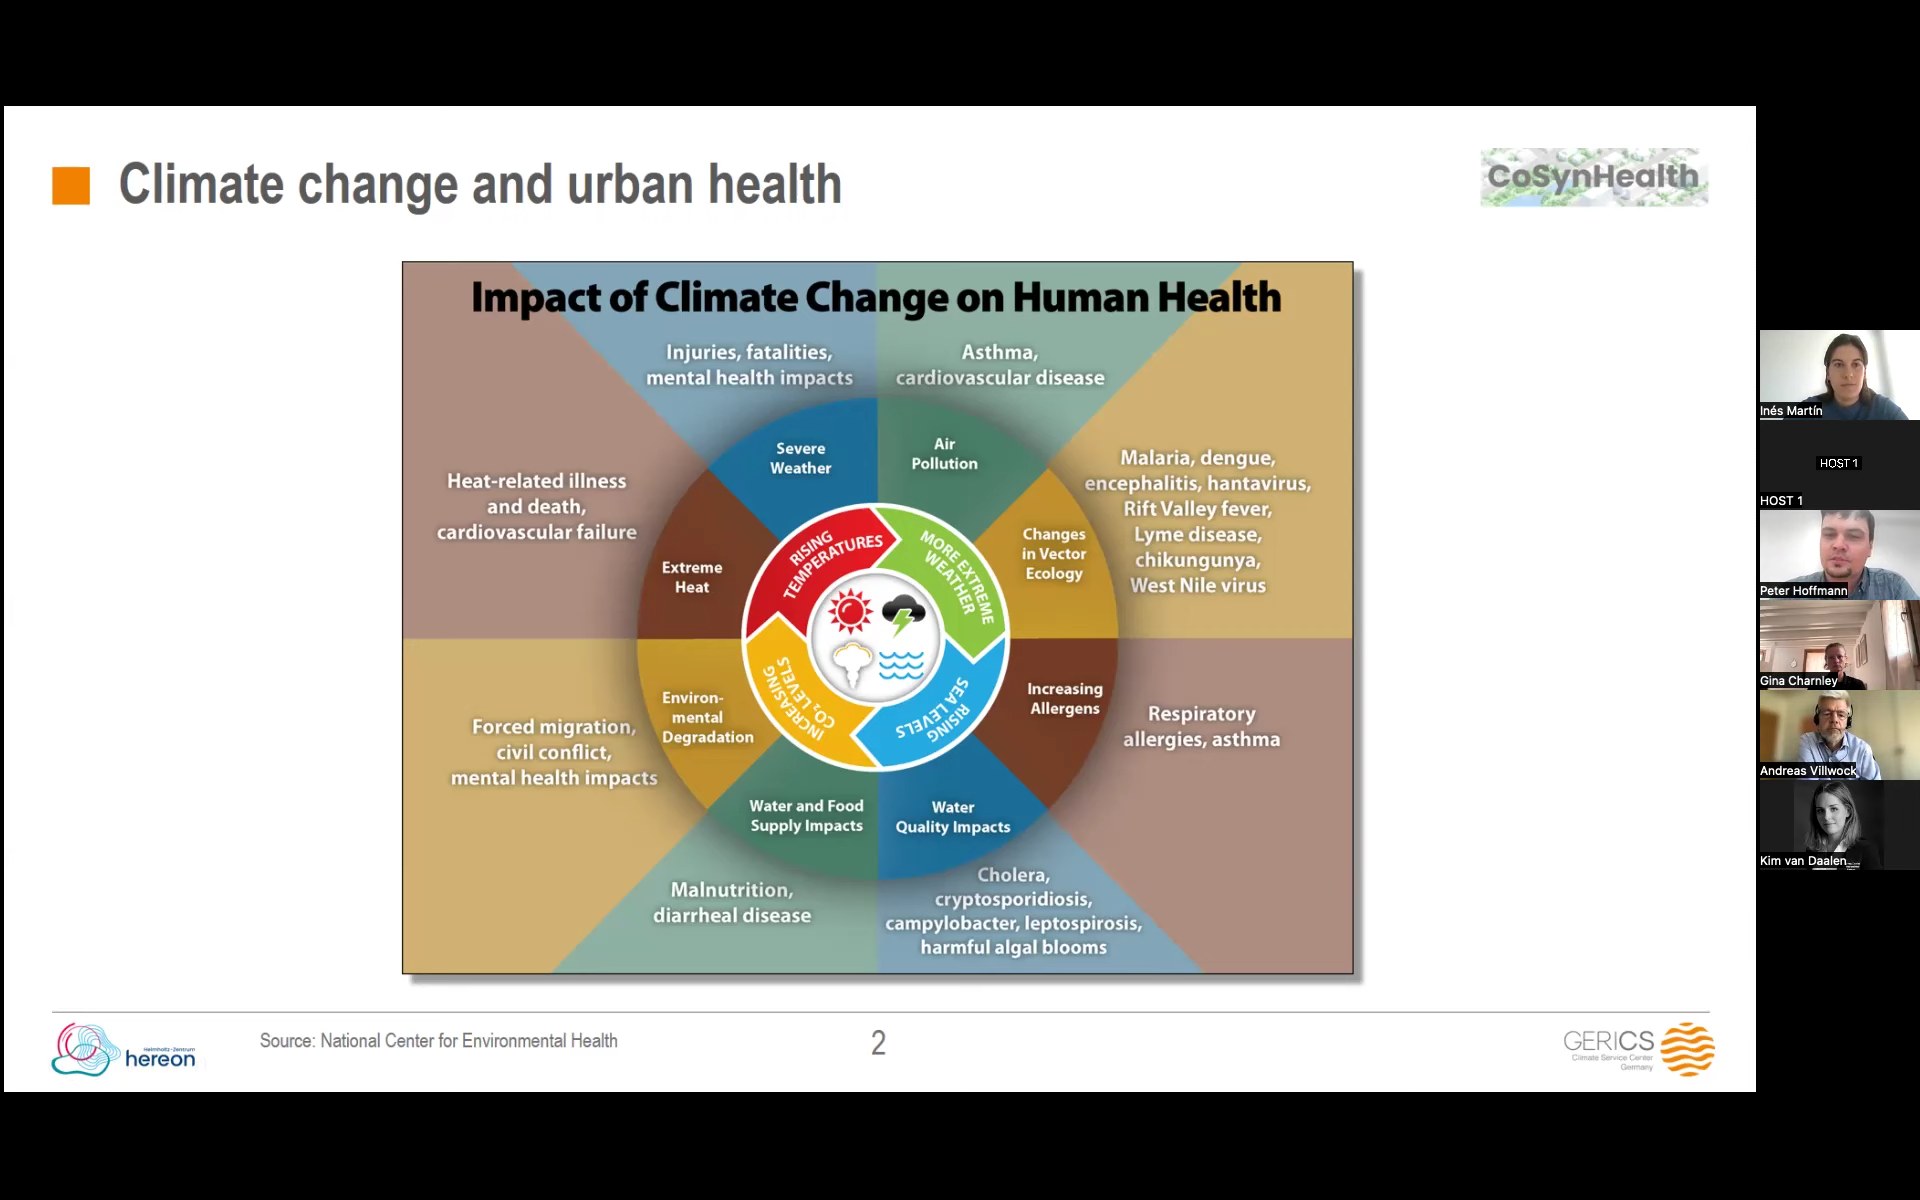 Climate change and urban health
CoSynHealth
Impact of Climate Change on Human Health
Injuries, fatalities,
mental health impacts
Asthma,
cardiovascular disease
Severe
Weather
Air
Pollution
Heat-related illness
and death,
cardiovascular failure
Malaria, dengue,
encephalitis, hantavirus,
Rift Valley fever,
Lyme disease,
chikungunya,
West Nile virus
Extreme
Heat
Changes
in Vector
Ecology
RISING
TEMPERATURES
MORE EXTREME
WEATHER
INCREASING
CO₂ LEVELS
RISING
SEA LEVELS
Environ-
mental
Degradation
Increasing
Allergens
Forced migration,
civil conflict,
mental health impacts
Respiratory
allergies, asthma
Water and Food
Supply Impacts
Water
Quality Impacts
Malnutrition,
diarrheal disease
Cholera,
cryptosporidiosis,
campylobacter, leptospirosis,
harmful algal blooms
Helmholtz-Zentrum
hereon
Source: National Center for Environmental Health
2
GERICS
Climate Service Center
Germany
Inés Martín
HOST 1
HOST 1
Peter Hoffmann
Gina Charnley
Andreas Villwock
Kim van Daalen